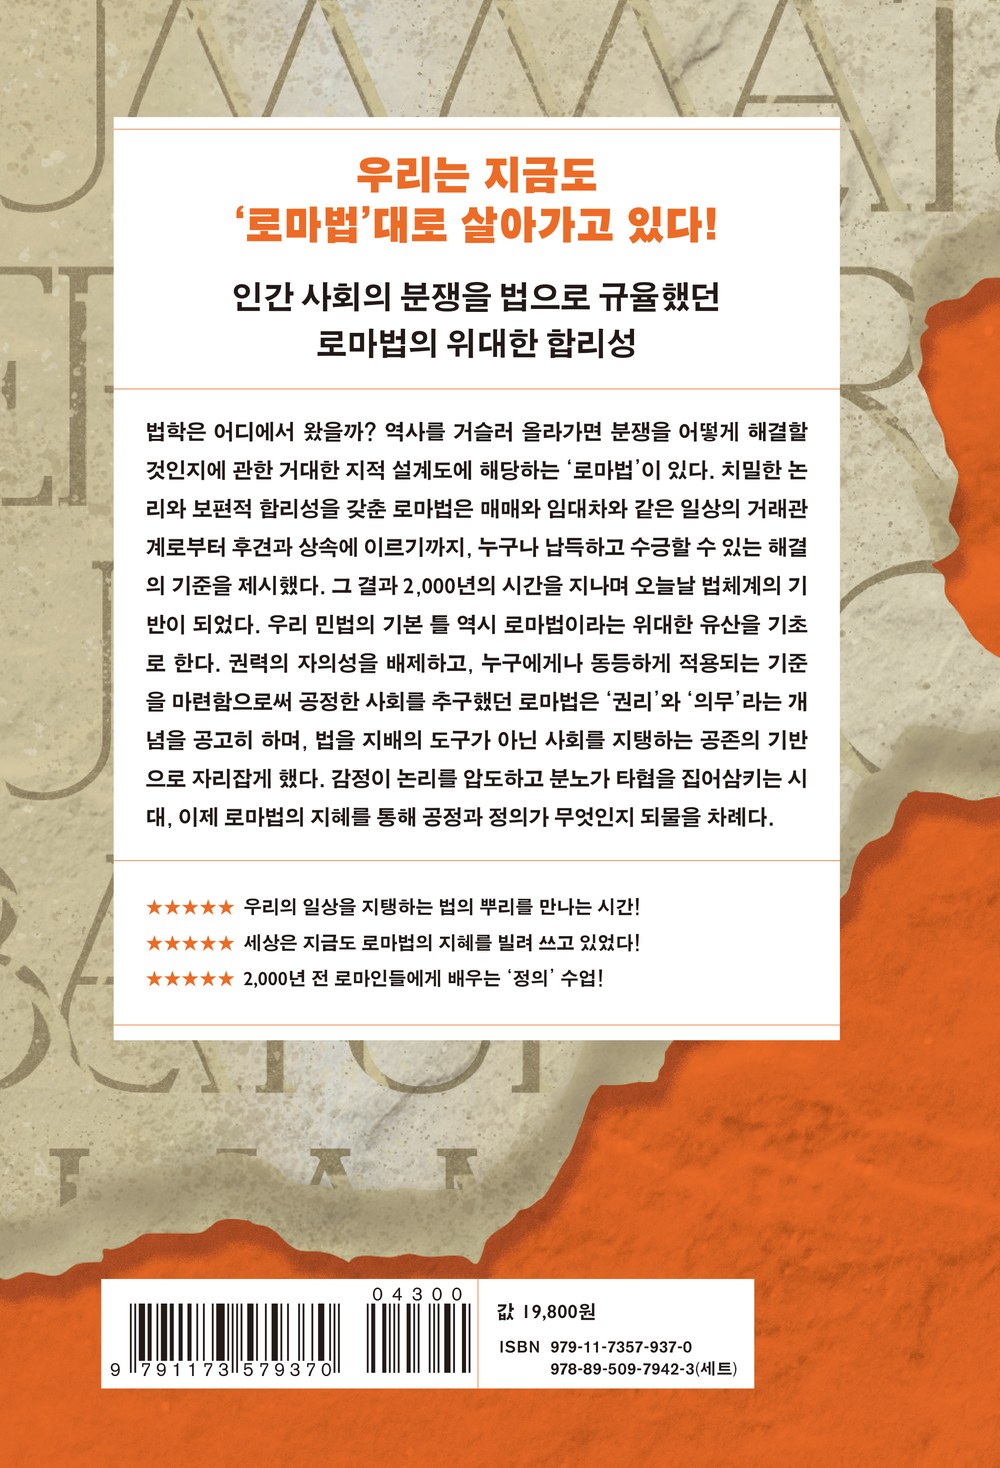 우리는 지금도
‘로마법’대로 살아가고 있다!
인간 사회의 분쟁을 법으로 규율했던
로마법의 위대한 합리성
법학은 어디에서 왔을까? 역사를 거슬러 올라가면 분쟁을 어떻게 해결할
것인지에 관한 거대한 지적 설계도에 해당하는 ‘로마법’이 있다. 치밀한 논
리와 보편적 합리성을 갖춘 로마법은 매매와 임대차와 같은 일상의 거래관
계로부터 후견과 상속에 이르기까지, 누구나 납득하고 수긍할 수 있는 해결
의 기준을 제시했다. 그 결과 2,000년의 시간을 지나며 오늘날 법체계의 기
반이 되었다. 우리 민법의 기본 틀 역시 로마법이라는 위대한 유산을 기초
로 한다. 권력의 자의성을 배제하고, 누구에게나 동등하게 적용되는 기준
을 마련함으로써 공정한 사회를 추구했던 로마법은 ‘권리’와 ‘의무’라는 개
념을 공고히 하며, 법을 지배의 도구가 아닌 사회를 지탱하는 공존의 기반
으로 자리잡게 했다. 감정이 논리를 압도하고 분노가 타협을 집어삼키는 시
대, 이제 로마법의 지혜를 통해 공정과 정의가 무엇인지 되물을 차례다.
★★★★★ 우리의 일상을 지탱하는 법의 뿌리를 만나는 시간!
★★★★★ 세상은 지금도 로마법의 지혜를 빌려 쓰고 있었다!
★★★★★ 2,000년 전 로마인들에게 배우는 ‘정의’ 수업!
04300
9 791173 579370
값 19,800원
ISBN 979-11-7357-937-0
978-89-509-7942-3(세트)